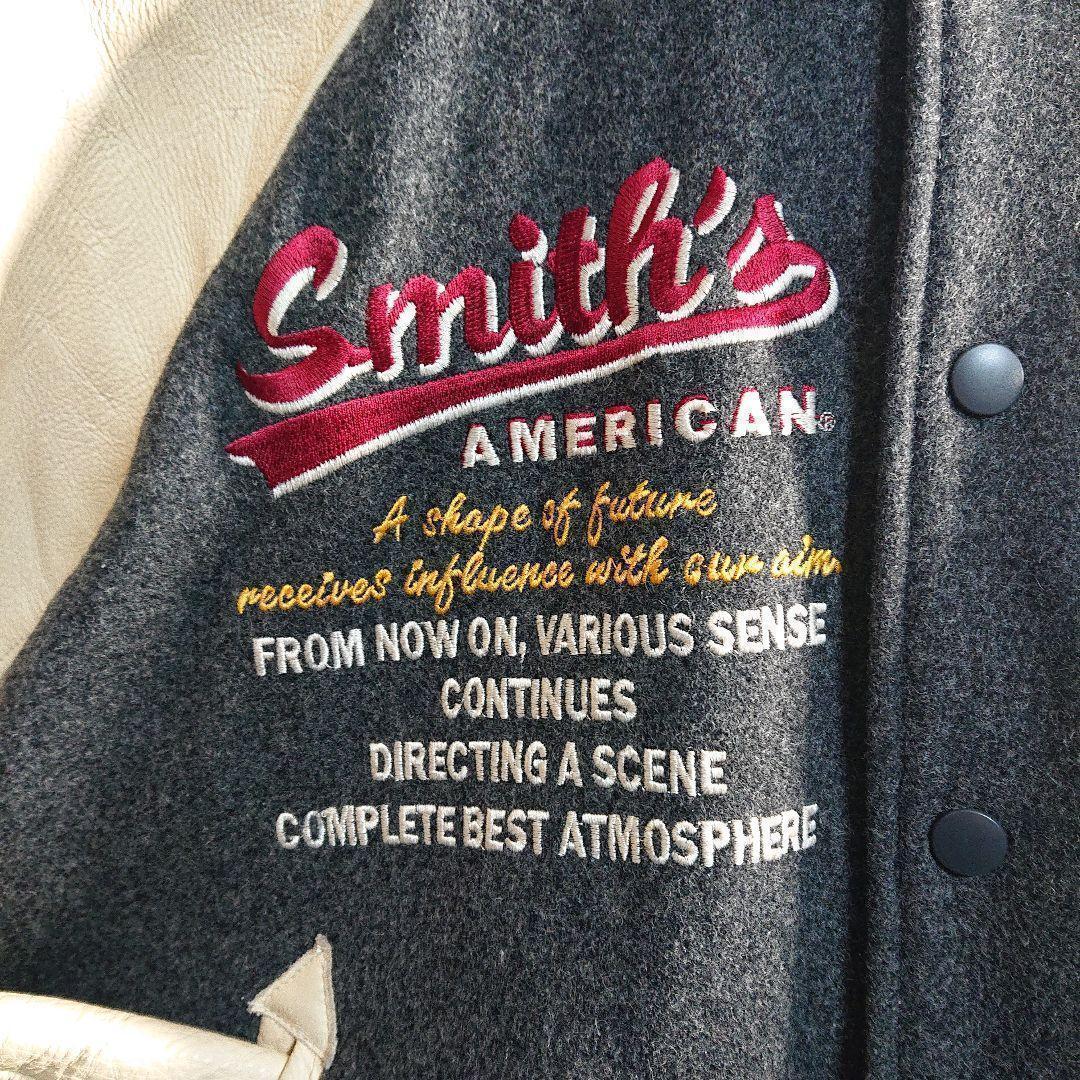 Smith's
AMERICAN®
A shape of future
receives influence with our aim.
FROM NOW ON, VARIOUS SENSE
CONTINUES
DIRECTING A SCENE
COMPLETE BEST ATMOSPHERE